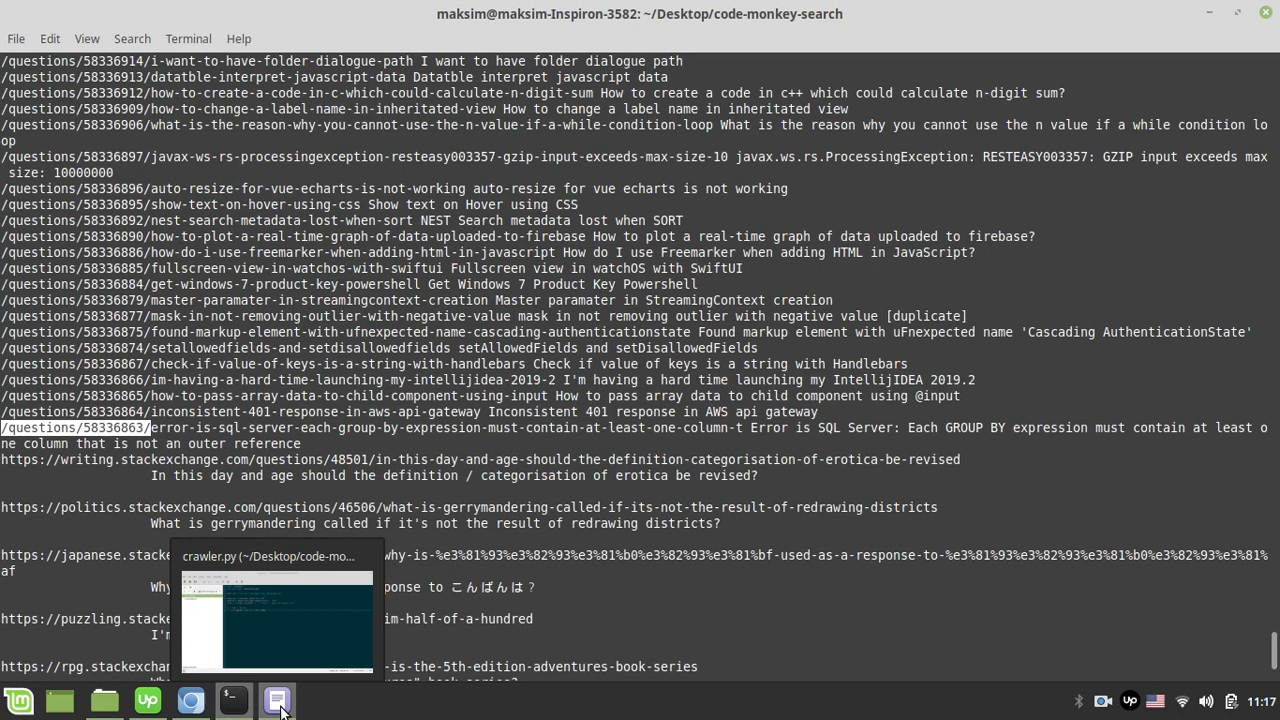 maksim@maksim-Inspiron-3582: ~/Desktop/code-monkey-search
File Edit View Search Terminal Help
/questions/58336914/i-want-to-have-folder-dialogue-path I want to have folder dialogue path
/questions/58336913/datatble-interpret-javascript-data Datatble interpret javascript data
/questions/58336912/how-to-create-a-code-in-c-which-could-calculate-n-digit-sum How to create a code in c++ which could calculate n-digit sum?
/questions/58336909/how-to-change-a-label-name-in-inheritated-view How to change a label name in inheritated view
/questions/58336906/what-is-the-reason-why-you-cannot-use-the-n-value-if-a-while-condition-loop What is the reason why you cannot use the n value if a while condition lo
op
/questions/58336897/javax-ws-rs-processingexception-resteasy003357-gzip-input-exceeds-max-size-10 javax.ws.rs.ProcessingException: RESTEASY003357: GZIP input exceeds max
 size: 10000000
/questions/58336896/auto-resize-for-vue-echarts-is-not-working auto-resize for vue echarts is not working
/questions/58336895/show-text-on-hover-using-css Show text on Hover using CSS
/questions/58336892/nest-search-metadata-lost-when-sort NEST Search metadata lost when SORT
/questions/58336890/how-to-plot-a-real-time-graph-of-data-uploaded-to-firebase How to plot a real-time graph of data uploaded to firebase?
/questions/58336886/how-do-i-use-freemarker-when-adding-html-in-javascript How do I use Freemarker when adding HTML in JavaScript?
/questions/58336885/fullscreen-view-in-watchos-with-swiftui Fullscreen view in watchOS with SwiftUI
/questions/58336884/get-windows-7-product-key-powershell Get Windows 7 Product Key Powershell
/questions/58336879/master-paramater-in-streamingcontext-creation Master paramater in StreamingContext creation
/questions/58336877/mask-in-not-removing-outlier-with-negative-value mask in not removing outlier with negative value [duplicate]
/questions/58336875/found-markup-element-with-ufnexpected-name-cascading-authenticationstate Found markup element with uFnexpected name 'Cascading AuthenticationState'
/questions/58336874/setallowedfields-and-setdisallowedfields setAllowedFields and setDisallowedFields
/questions/58336867/check-if-value-of-keys-is-a-string-with-handlebars Check if value of keys is a string with Handlebars
/questions/58336866/im-having-a-hard-time-launching-my-intellijidea-2019-2 I'm having a hard time launching my IntellijIDEA 2019.2
/questions/58336865/how-to-pass-array-data-to-child-component-using-input How to pass array data to child component using @input
/questions/58336864/inconsistent-401-response-in-aws-api-gateway Inconsistent 401 response in AWS api gateway
/questions/58336863/error-is-sql-server-each-group-by-expression-must-contain-at-least-one-column-t Error is SQL Server: Each GROUP BY expression must contain at least o
ne column that is not an outer reference
https://writing.stackexchange.com/questions/48501/in-this-day-and-age-should-the-definition-categorisation-of-erotica-be-revised
In this day and age should the definition / categorisation of erotica be revised?
https://politics.stackexchange.com/questions/46506/what-is-gerrymandering-called-if-its-not-the-result-of-redrawing-districts
What is gerrymandering called if it's not the result of redrawing districts?
crawler.py (~/Desktop/code-mo...
https://japanese.stacke why-is-%e3%81%93%e3%82%93%e3%81%b0%e3%82%93%e3%81%bf-used-as-a-response-to-%e3%81%93%e3%82%93%e3%81%b0%e3%82%93%e3%81%
af
Why ponse to こんばんは？
https://puzzling.stacke im-half-of-a-hundred
I'm
https://rpg.stackexchan -is-the-5th-edition-adventures-book-series
11:17